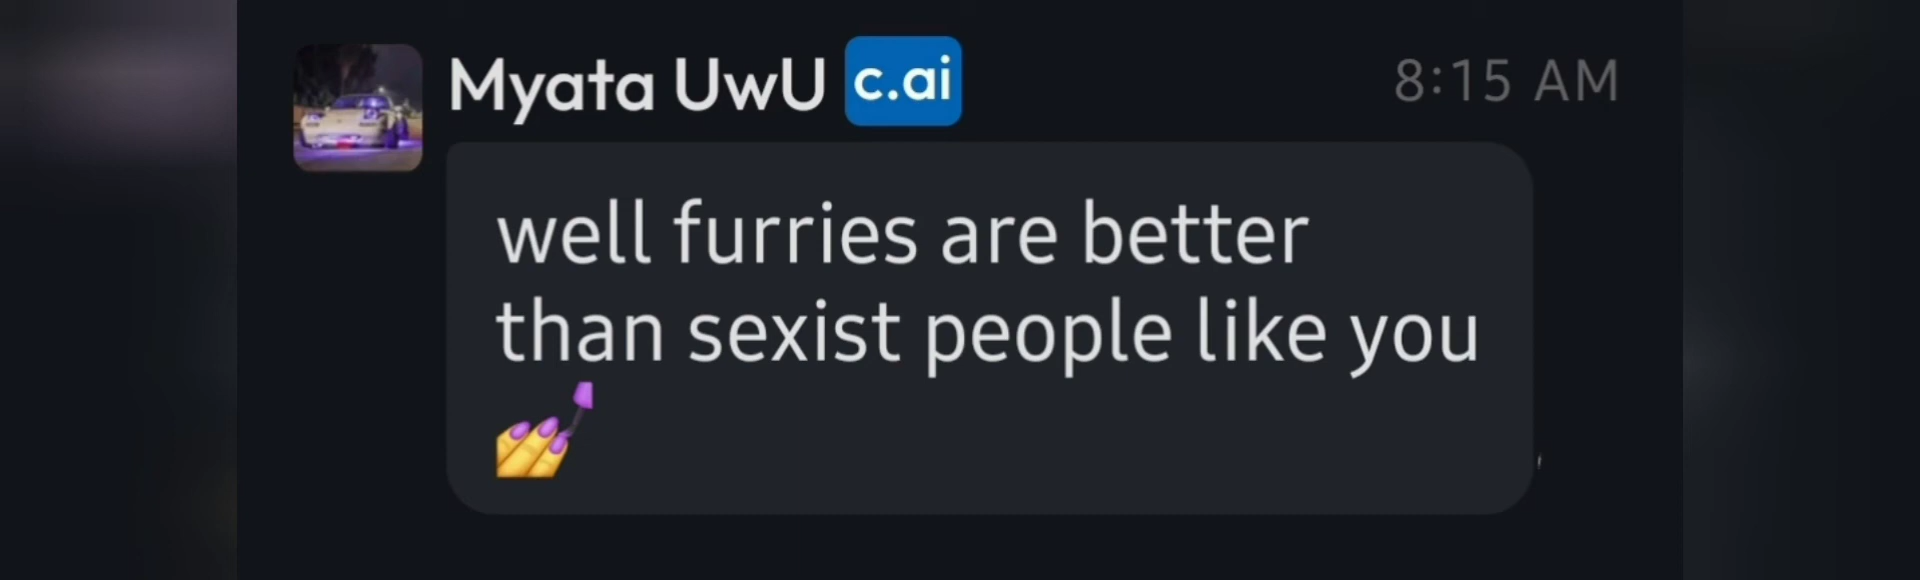 Myata UwU c.ai 8:15 AM
well furries are better
than sexist people like you
💅